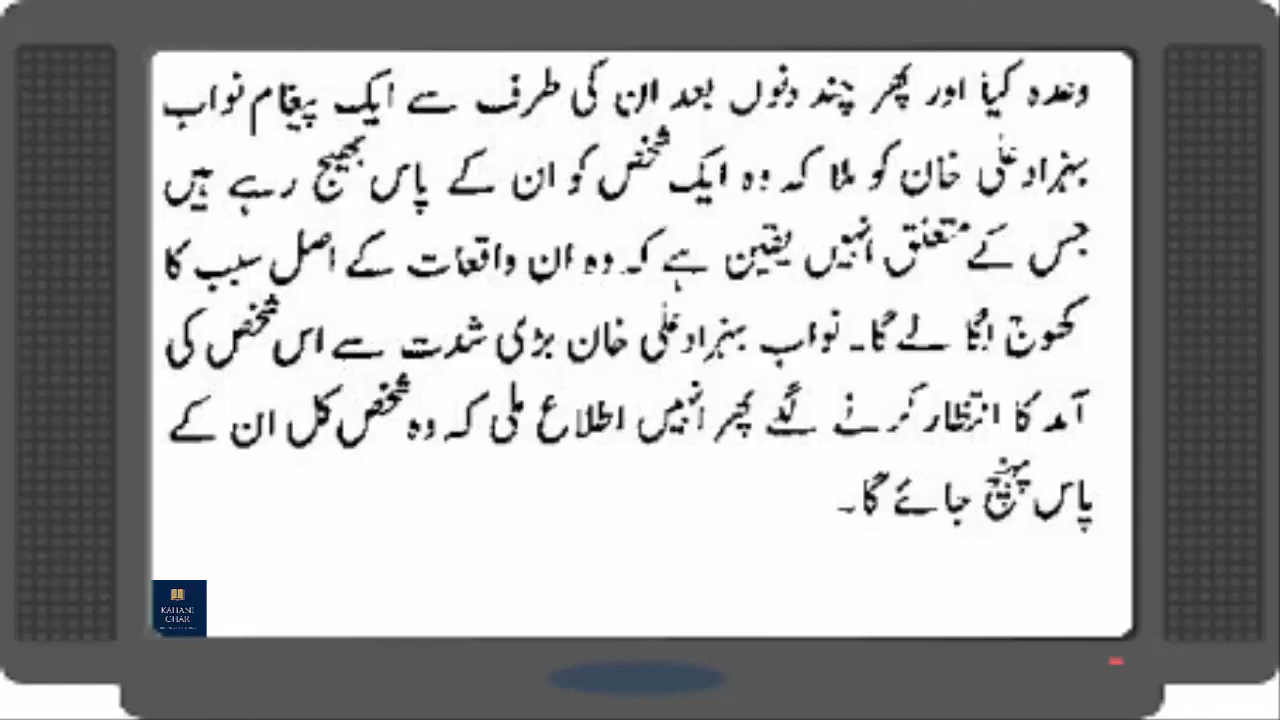 وعدہ کیا اور پھر چند دنوں بعد ان کی طرف سے ایک پیغام نواب
بہزاد علی خان کو ملا کہ وہ ایک شخص کو ان کے پاس بھیج رہے ہیں
جس کے متعلق انہیں یقین ہے کہ وہ ان واقعات کے اصل سبب کا
کھوج لگا لے گا۔ نواب بہزاد علی خان بڑی شدت سے اس شخص کی
آمد کا انتظار کرنے لگے پھر انہیں اطلاع ملی کہ وہ شخص کل ان کے
پاس پہنچ جائے گا۔
KAHANI
GHAR